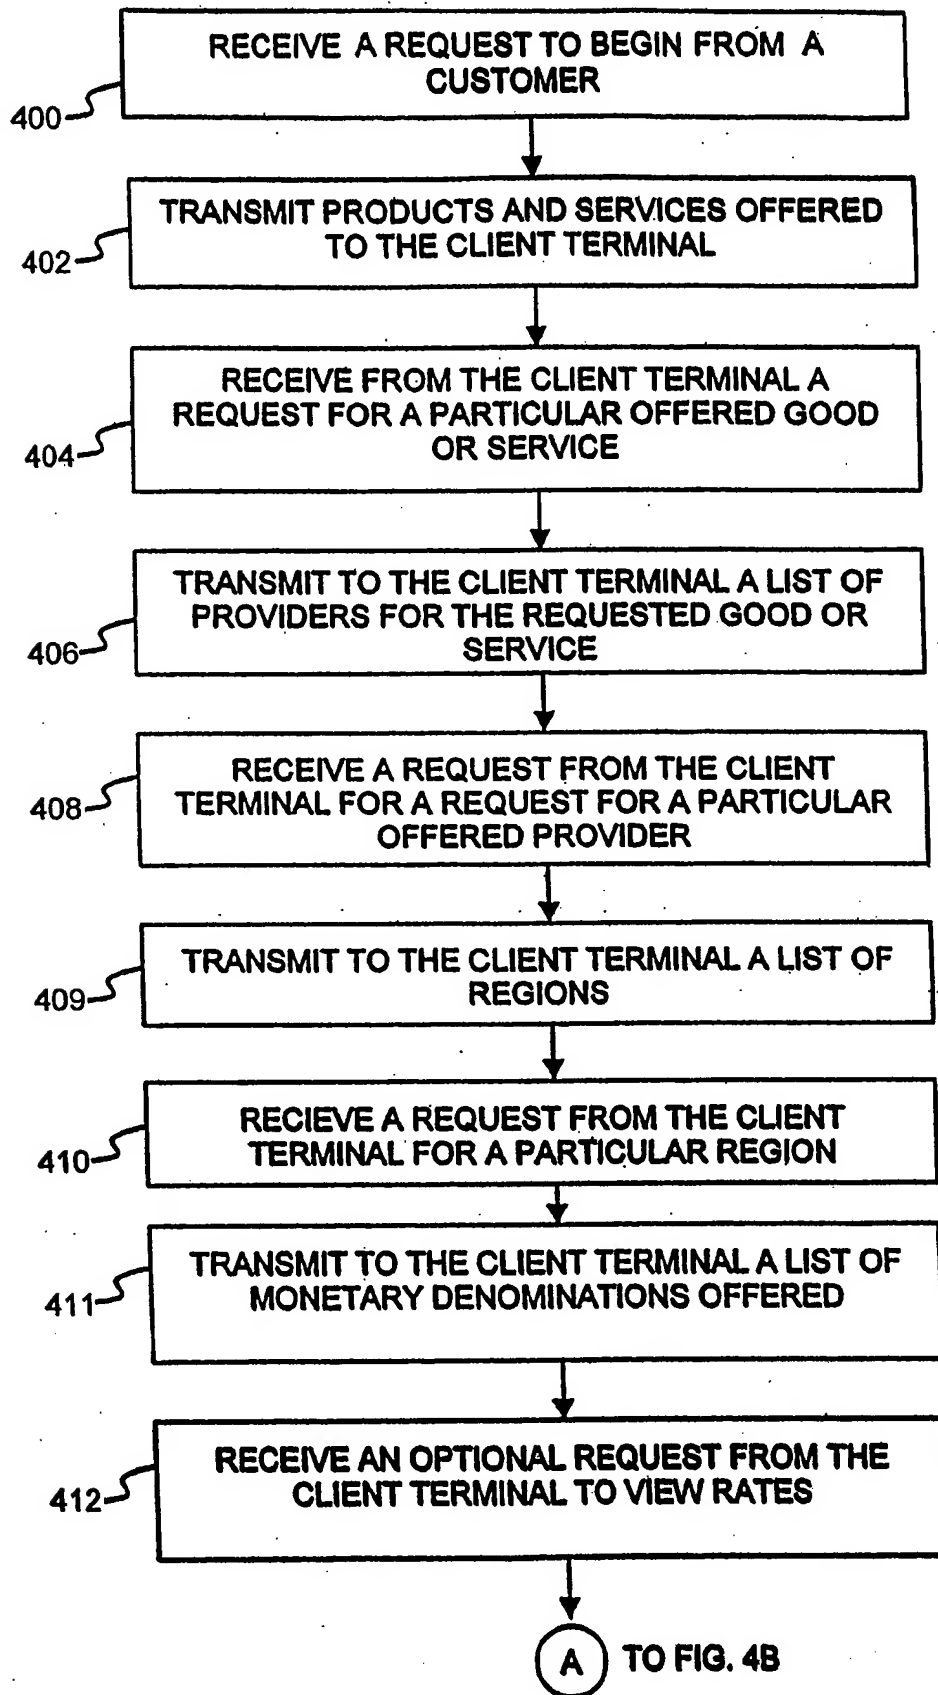 RECEIVE A REQUEST TO BEGIN FROM A
CUSTOMER
400
TRANSMIT PRODUCTS AND SERVICES OFFERED
TO THE CLIENT TERMINAL
402
RECEIVE FROM THE CLIENT TERMINAL A
REQUEST FOR A PARTICULAR OFFERED GOOD
OR SERVICE
404
TRANSMIT TO THE CLIENT TERMINAL A LIST OF
PROVIDERS FOR THE REQUESTED GOOD OR
SERVICE
406
RECEIVE A REQUEST FROM THE CLIENT
TERMINAL FOR A REQUEST FOR A PARTICULAR
OFFERED PROVIDER
408
TRANSMIT TO THE CLIENT TERMINAL A LIST OF
REGIONS
409
RECIEVE A REQUEST FROM THE CLIENT
TERMINAL FOR A PARTICULAR REGION
410
TRANSMIT TO THE CLIENT TERMINAL A LIST OF
MONETARY DENOMINATIONS OFFERED
411
RECEIVE AN OPTIONAL REQUEST FROM THE
CLIENT TERMINAL TO VIEW RATES
412
A TO FIG. 4B